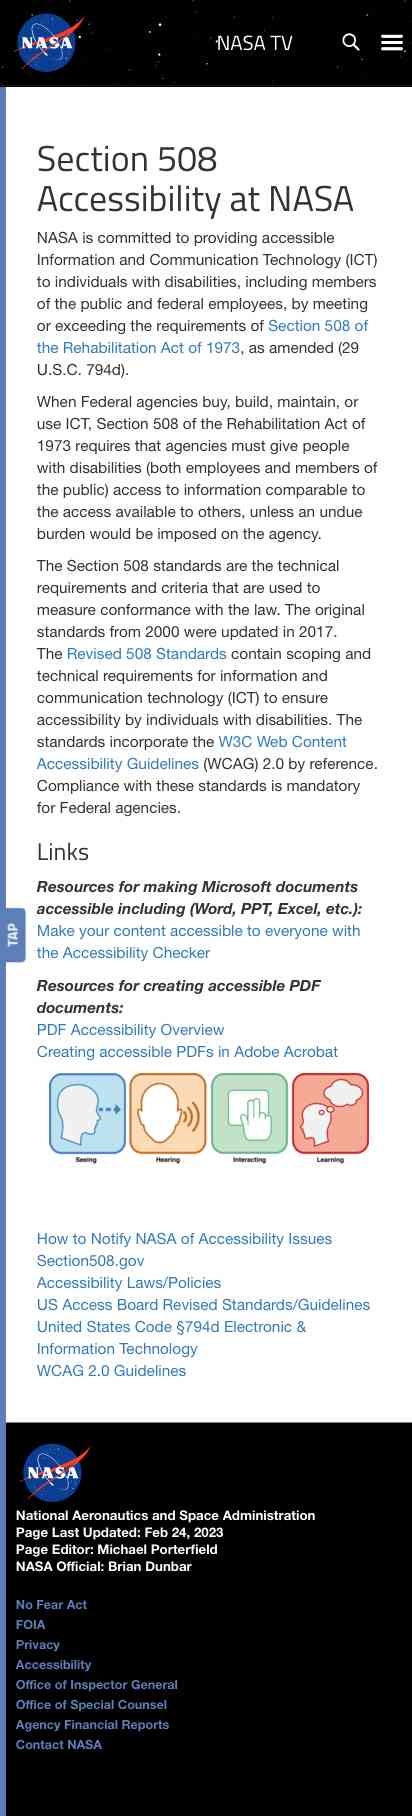 NASA
NASA TV
Section 508
Accessibility at NASA
NASA is committed to providing accessible
Information and Communication Technology (ICT)
to individuals with disabilities, including members
of the public and federal employees, by meeting
or exceeding the requirements of Section 508 of
the Rehabilitation Act of 1973, as amended (29
U.S.C. 794d).
When Federal agencies buy, build, maintain, or
use ICT, Section 508 of the Rehabilitation Act of
1973 requires that agencies must give people
with disabilities (both employees and members of
the public) access to information comparable to
the access available to others, unless an undue
burden would be imposed on the agency.
The Section 508 standards are the technical
requirements and criteria that are used to
measure conformance with the law. The original
standards from 2000 were updated in 2017.
The Revised 508 Standards contain scoping and
technical requirements for information and
communication technology (ICT) to ensure
accessibility by individuals with disabilities. The
standards incorporate the W3C Web Content
Accessibility Guidelines (WCAG) 2.0 by reference.
Compliance with these standards is mandatory
for Federal agencies.
Links
Resources for making Microsoft documents
accessible including (Word, PPT, Excel, etc.):
TAP
Make your content accessible to everyone with
the Accessibility Checker
Resources for creating accessible PDF
documents:
PDF Accessibility Overview
Creating accessible PDFs in Adobe Acrobat
Seeing Hearing Interacting Learning
How to Notify NASA of Accessibility Issues
Section508.gov
Accessibility Laws/Policies
US Access Board Revised Standards/Guidelines
United States Code §794d Electronic &
Information Technology
WCAG 2.0 Guidelines
NASA
National Aeronautics and Space Administration
Page Last Updated: Feb 24, 2023
Page Editor: Michael Porterfield
NASA Official: Brian Dunbar
No Fear Act
FOIA
Privacy
Accessibility
Office of Inspector General
Office of Special Counsel
Agency Financial Reports
Contact NASA